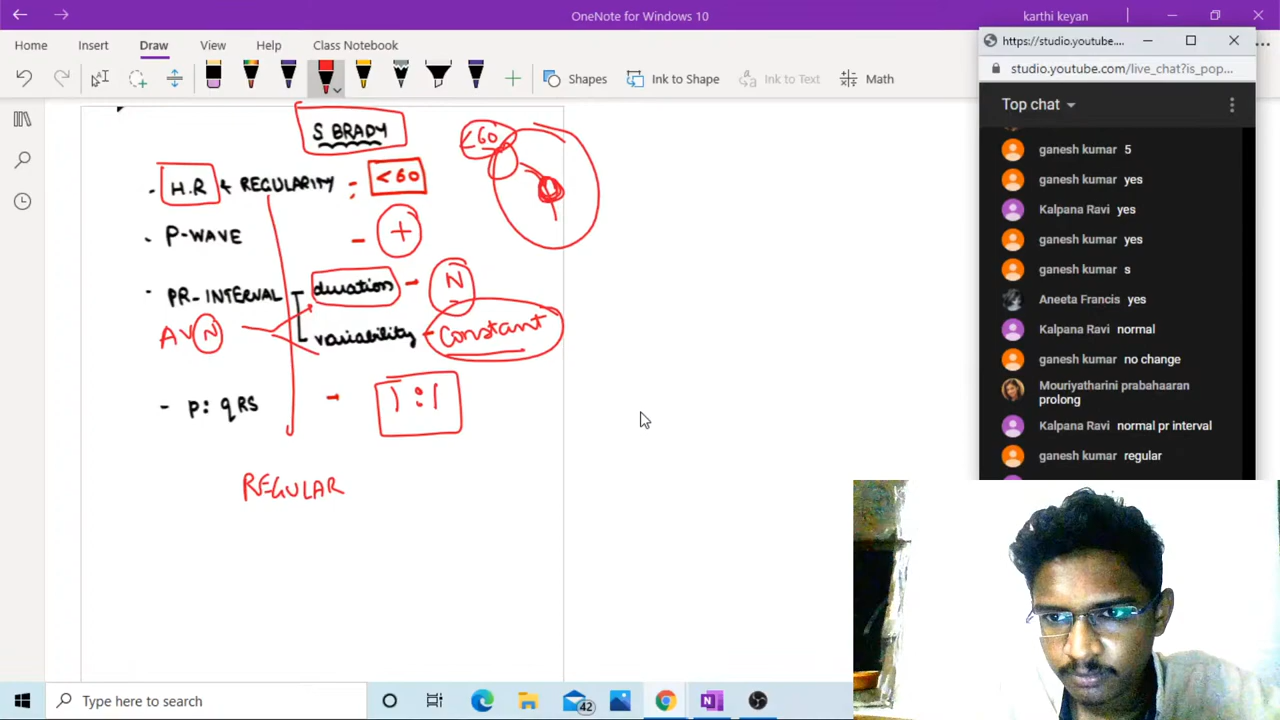 OneNote for Windows 10
karthi keyan
Home Insert Draw View Help Class Notebook
Shapes Ink to Shape Ink to Text Math
https://studio.youtube....
studio.youtube.com/live_chat?is_pop...
Top chat
ganesh kumar 5
ganesh kumar yes
Kalpana Ravi yes
ganesh kumar yes
ganesh kumar s
Aneeta Francis yes
Kalpana Ravi normal
ganesh kumar no change
Mouriyatharini prabahaaran
prolong
Kalpana Ravi normal pr interval
ganesh kumar regular
S BRADY
<60
. H.R & REGULARITY : <60
. P-WAVE - +
. PR-INTERVAL duration - N
AVN variability - Constant
- P: qRS - 1:1
REGULAR
Type here to search
42